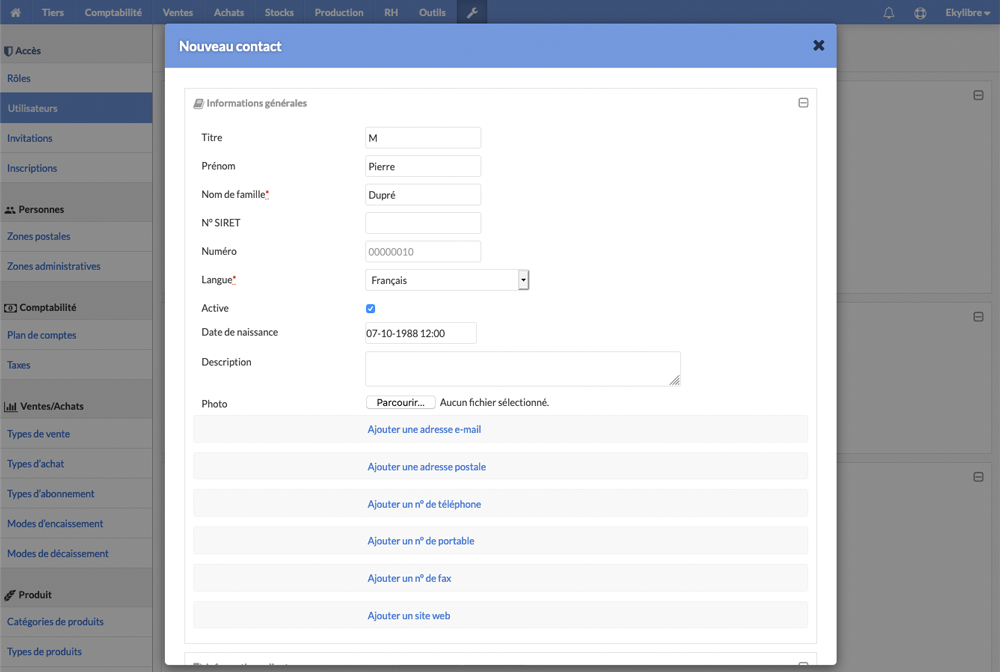 Tiers Comptabilité Ventes Achats Stocks Production RH Outils Ekylibre
Nouveau contact
Accès
Rôles
Utilisateurs
Invitations
Inscriptions
Personnes
Zones postales
Zones administratives
Comptabilité
Plan de comptes
Taxes
Ventes/Achats
Types de vente
Types d'achat
Types d'abonnement
Modes d'encaissement
Modes de décaissement
Produit
Catégories de produits
Types de produits
Informations générales
Titre M
Prénom Pierre
Nom de famille* Dupré
N° SIRET
Numéro 00000010
Langue* Français
Active
Date de naissance 07-10-1988 12:00
Description
Photo Parcourir... Aucun fichier sélectionné.
Ajouter une adresse e-mail
Ajouter une adresse postale
Ajouter un n° de téléphone
Ajouter un n° de portable
Ajouter un n° de fax
Ajouter un site web